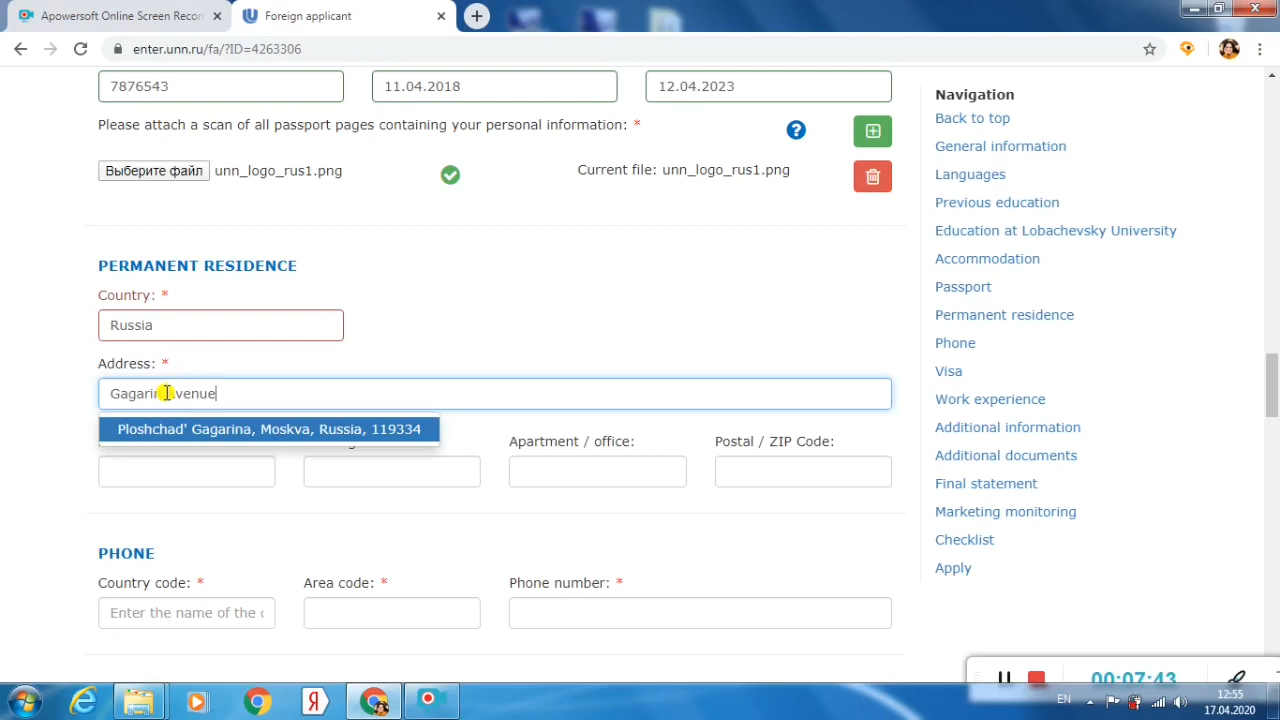 Apowersoft Online Screen Recor
Foreign applicant
enter.unn.ru/fa/?ID=4263306
7876543
11.04.2018
12.04.2023
Please attach a scan of all passport pages containing your personal information: *
Выберите файл
unn_logo_rus1.png
Current file: unn_logo_rus1.png
PERMANENT RESIDENCE
Country: *
Russia
Address: *
Gagarin venue
Ploshchad' Gagarina, Moskva, Russia, 119334
Apartment / office:
Postal / ZIP Code:
PHONE
Country code: *
Area code: *
Phone number: *
Enter the name of the c
Navigation
Back to top
General information
Languages
Previous education
Education at Lobachevsky University
Accommodation
Passport
Permanent residence
Phone
Visa
Work experience
Additional information
Additional documents
Final statement
Marketing monitoring
Checklist
Apply
00:07:43
EN
12:55
17.04.2020